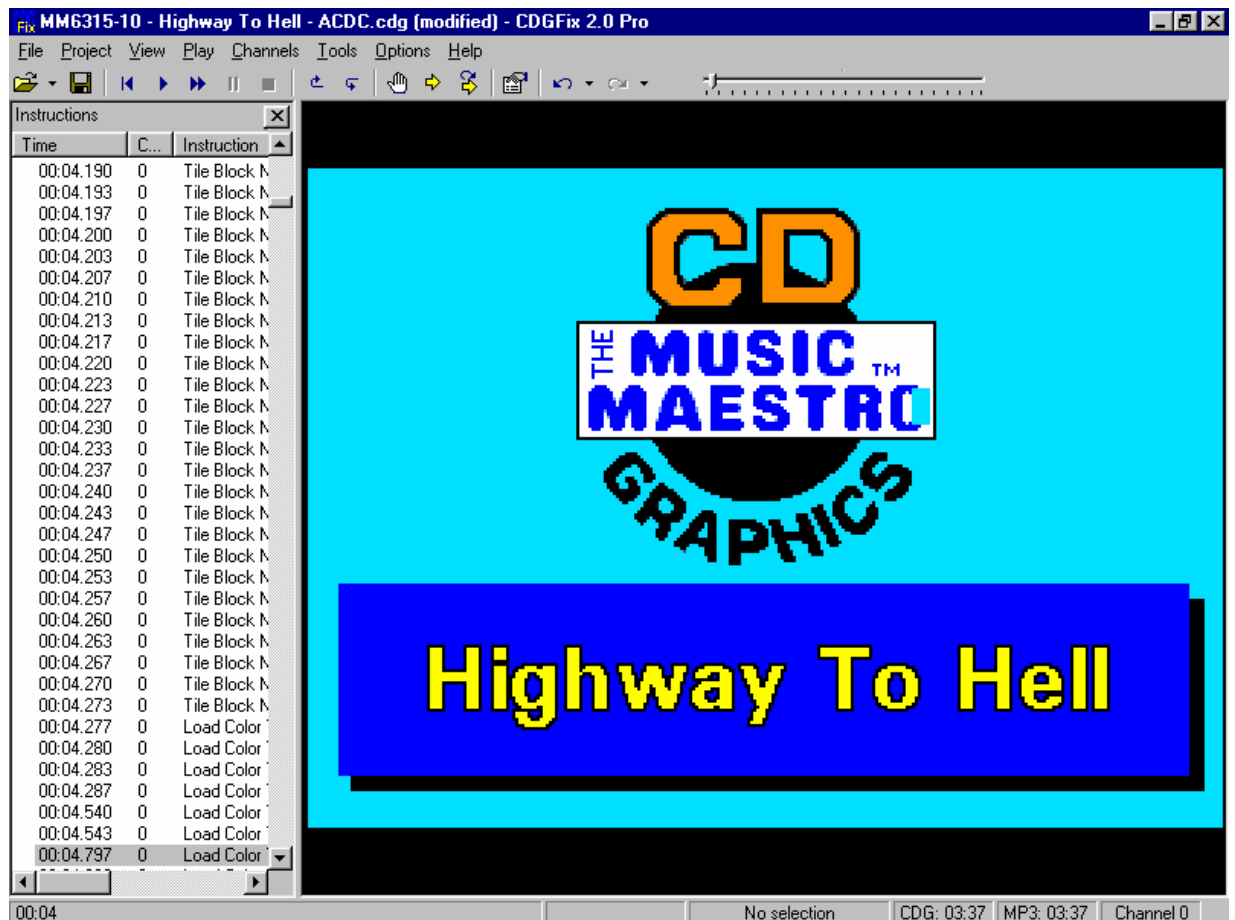 MM6315-10 - Highway To Hell - ACDC.cdg (modified) - CDGFix 2.0 Pro
File Project View Play Channels Tools Options Help
Instructions
Time C... Instruction
00:04.190 0 Tile Block N
00:04.193 0 Tile Block N
00:04.197 0 Tile Block N
00:04.200 0 Tile Block N
00:04.203 0 Tile Block N
00:04.207 0 Tile Block N
00:04.210 0 Tile Block N
00:04.213 0 Tile Block N
00:04.217 0 Tile Block N
00:04.220 0 Tile Block N
00:04.223 0 Tile Block N
00:04.227 0 Tile Block N
00:04.230 0 Tile Block N
00:04.233 0 Tile Block N
00:04.237 0 Tile Block N
00:04.240 0 Tile Block N
00:04.243 0 Tile Block N
00:04.247 0 Tile Block N
00:04.250 0 Tile Block N
00:04.253 0 Tile Block N
00:04.257 0 Tile Block N
00:04.260 0 Tile Block N
00:04.263 0 Tile Block N
00:04.267 0 Tile Block N
00:04.270 0 Tile Block N
00:04.273 0 Tile Block N
00:04.277 0 Load Color
00:04.280 0 Load Color
00:04.283 0 Load Color
00:04.287 0 Load Color
00:04.540 0 Load Color
00:04.543 0 Load Color
00:04.797 0 Load Color
CD
THE MUSIC TM
MAESTRO
GRAPHICS
Highway To Hell
00:04 No selection CDG: 03:37 MP3: 03:37 Channel 0